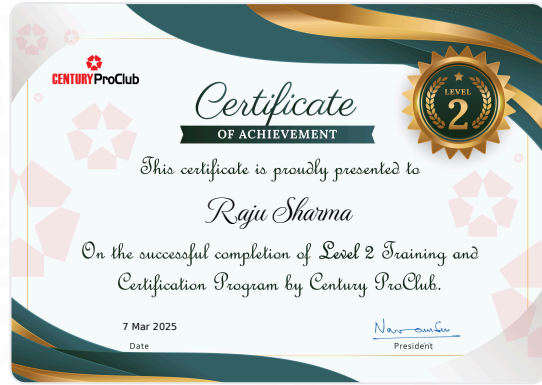 CENTURY ProClub
LEVEL
2
Certificate
OF ACHIEVEMENT
This certificate is proudly presented to
Raju Sharma
On the successful completion of Level 2 Training and
Certification Program by Century ProClub.
7 Mar 2025
Date
President